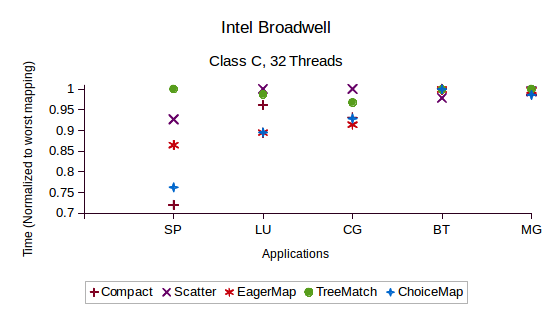 Intel Broadwell
Class C, 32 Threads
Time (Normalized to worst mapping)
1
0.95
0.9
0.85
0.8
0.75
0.7
SP LU CG BT MG
Applications
Compact Scatter EagerMap TreeMatch ChoiceMap